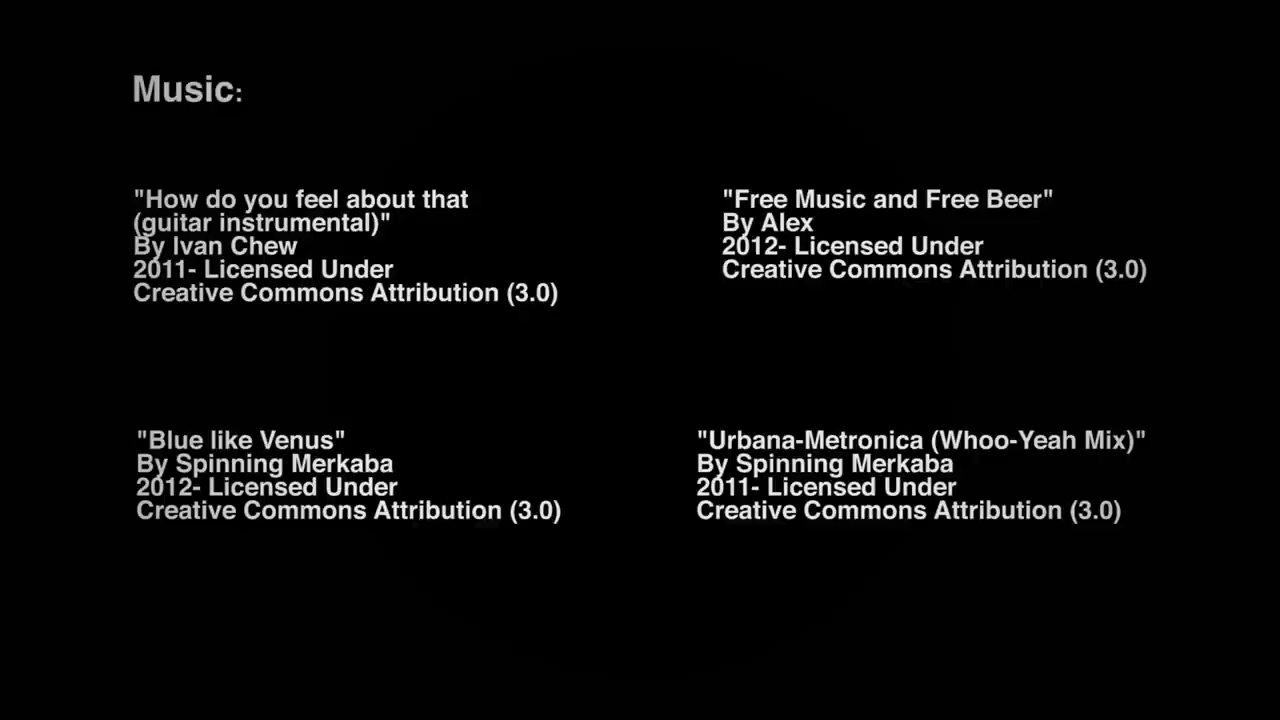 Music:
"How do you feel about that
(guitar instrumental)"
By Ivan Chew
2011- Licensed Under
Creative Commons Attribution (3.0)
"Free Music and Free Beer"
By Alex
2012- Licensed Under
Creative Commons Attribution (3.0)
"Blue like Venus"
By Spinning Merkaba
2012- Licensed Under
Creative Commons Attribution (3.0)
"Urbana-Metronica (Whoo-Yeah Mix)"
By Spinning Merkaba
2011- Licensed Under
Creative Commons Attribution (3.0)